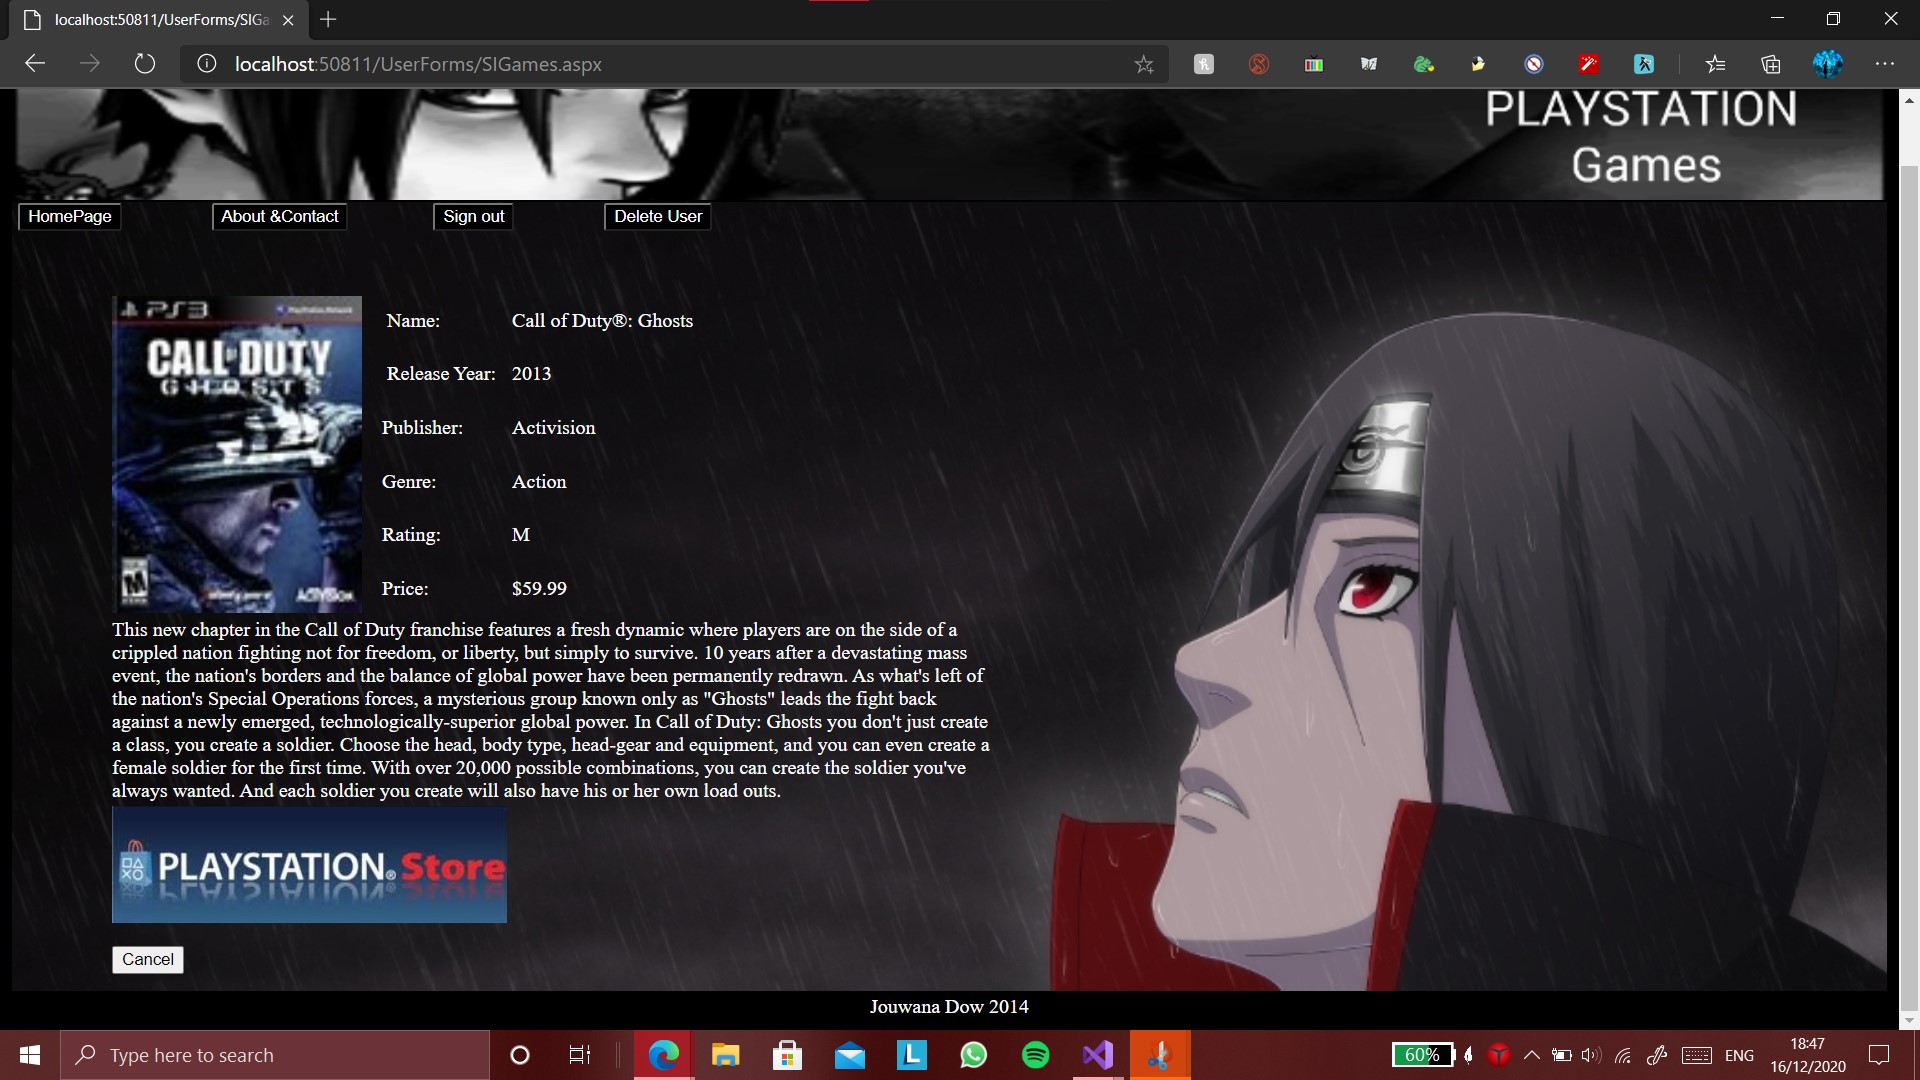 localhost:50811/UserForms/SIGa
localhost:50811/UserForms/SIGames.aspx
PLAYSTATION
Games
HomePage
About &Contact
Sign out
Delete User
PS3
CALL OF DUTY
GHOSTS
M
ACTIVISION
Name: Call of Duty®: Ghosts
Release Year: 2013
Publisher: Activision
Genre: Action
Rating: M
Price: $59.99
This new chapter in the Call of Duty franchise features a fresh dynamic where players are on the side of a
crippled nation fighting not for freedom, or liberty, but simply to survive. 10 years after a devastating mass
event, the nation's borders and the balance of global power have been permanently redrawn. As what's left of
the nation's Special Operations forces, a mysterious group known only as "Ghosts" leads the fight back
against a newly emerged, technologically-superior global power. In Call of Duty: Ghosts you don't just create
a class, you create a soldier. Choose the head, body type, head-gear and equipment, and you can even create a
female soldier for the first time. With over 20,000 possible combinations, you can create the soldier you've
always wanted. And each soldier you create will also have his or her own load outs.
PLAYSTATION® Store
Cancel
Jouwana Dow 2014
Type here to search
L
60%
ENG
18:47
16/12/2020